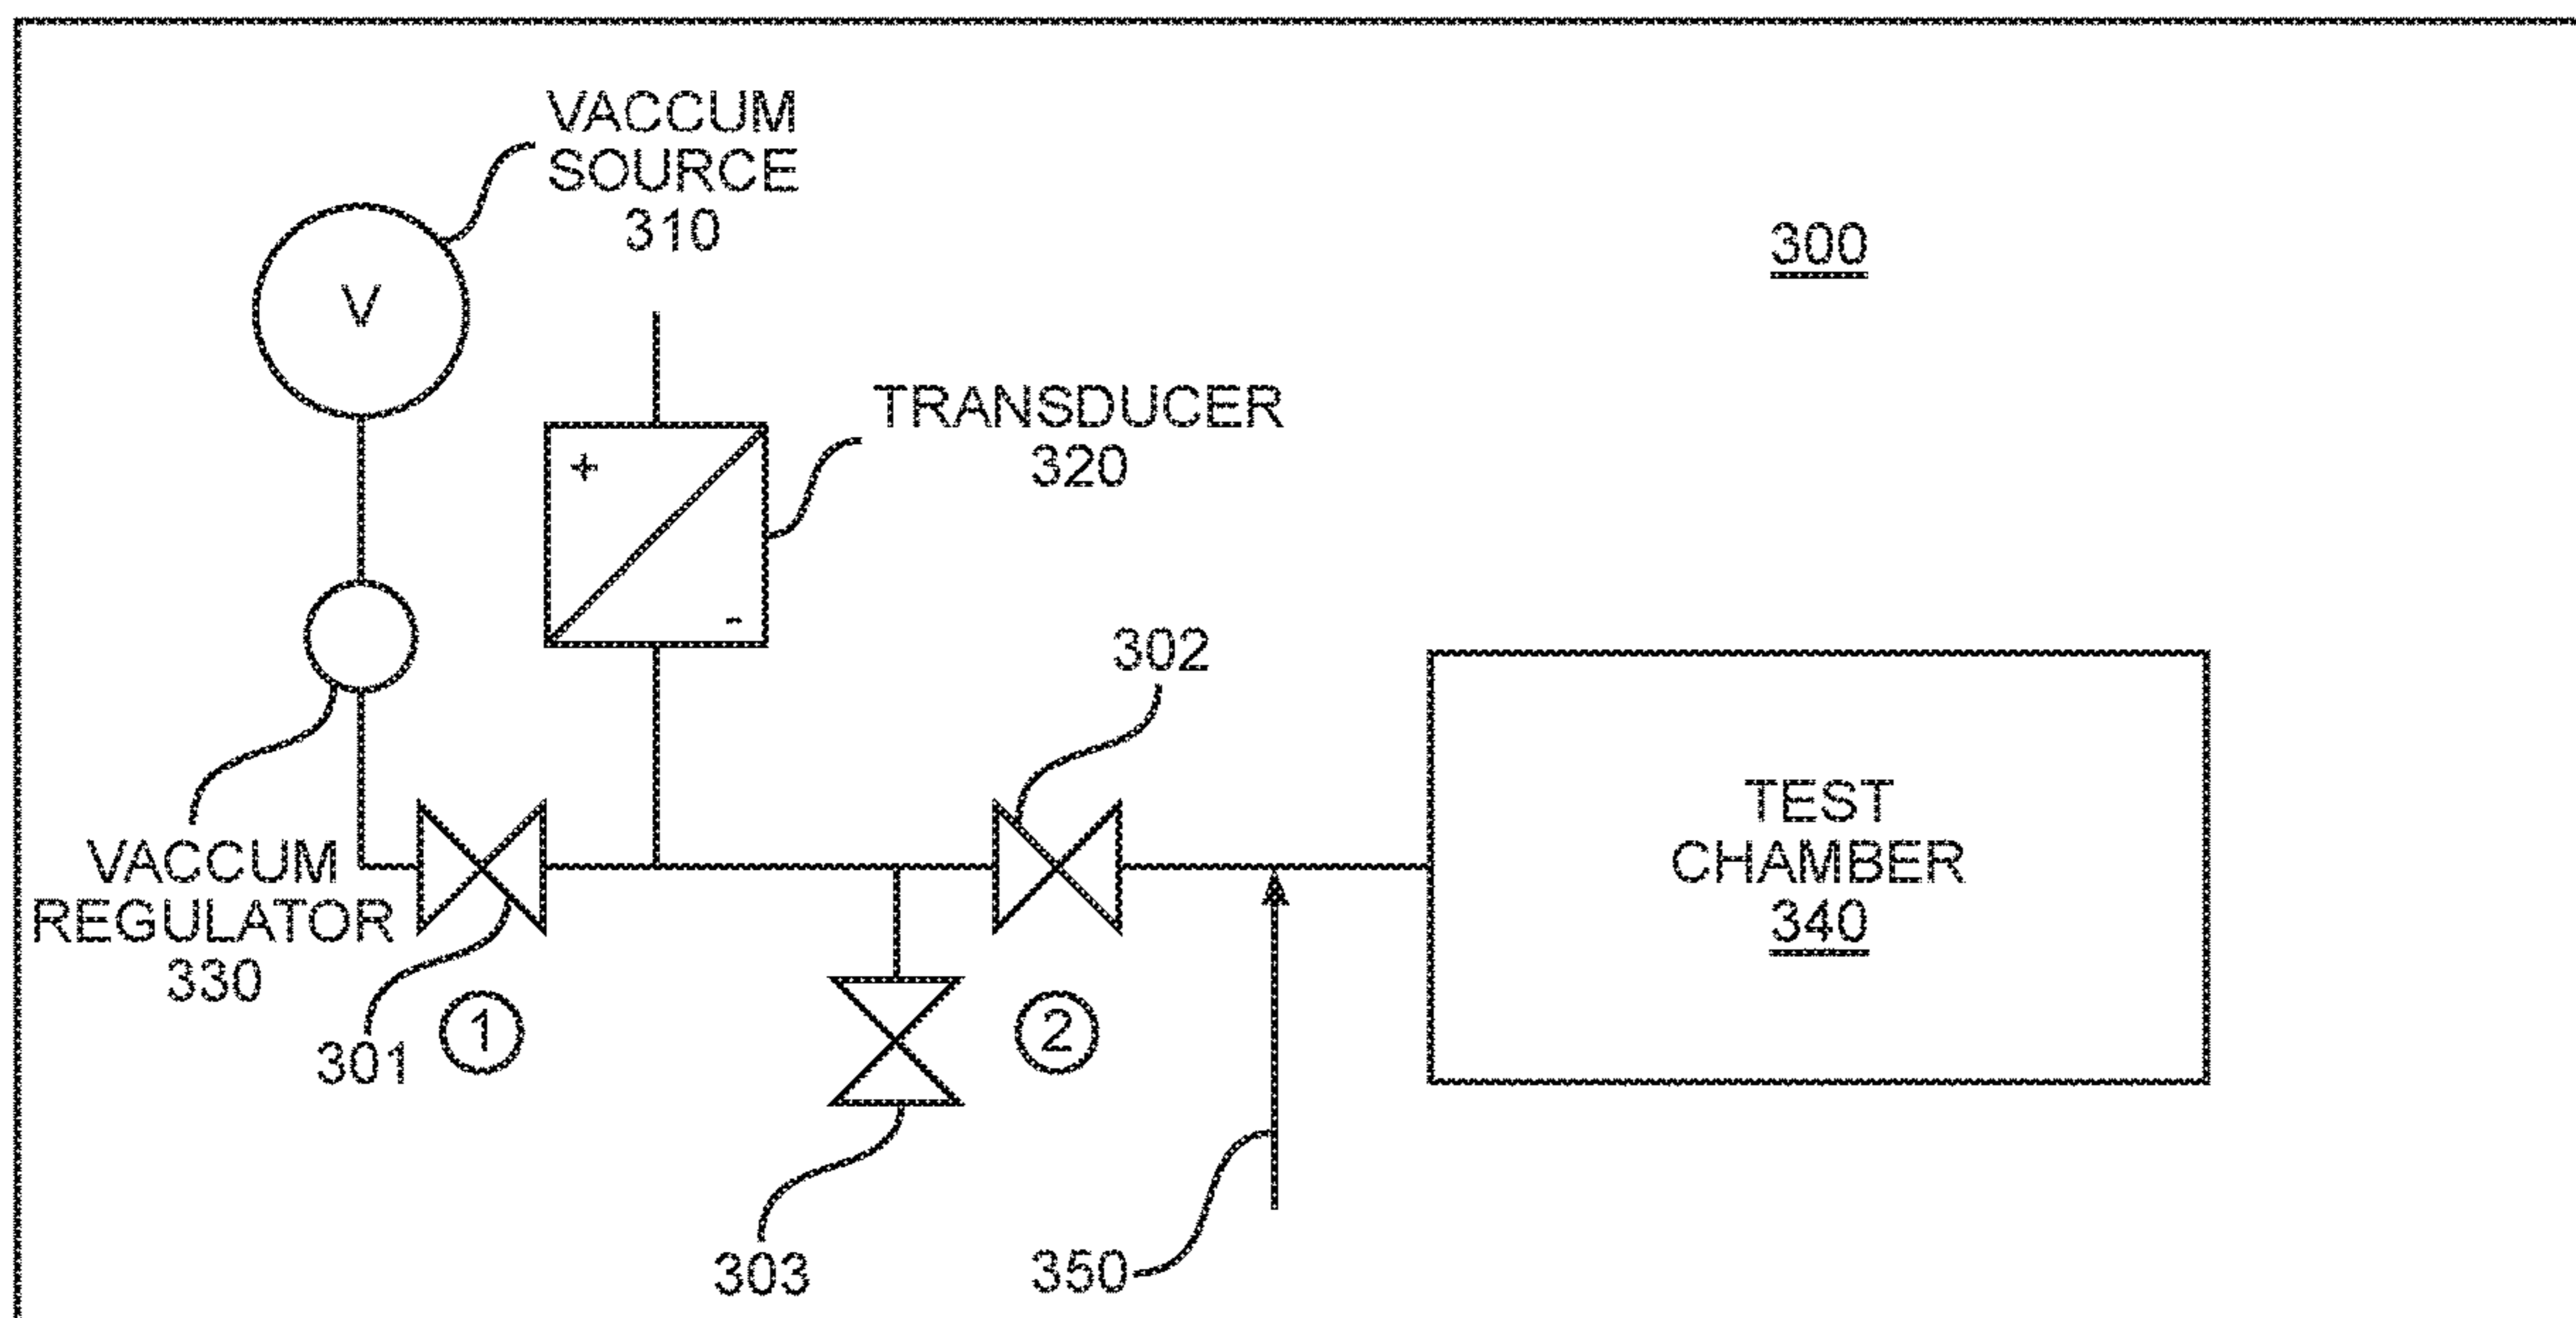 VACCUM
SOURCE
310
300
V
TRANSDUCER
320
+
-
302
VACCUM
REGULATOR
330
301
1
2
TEST
CHAMBER
340
303
350